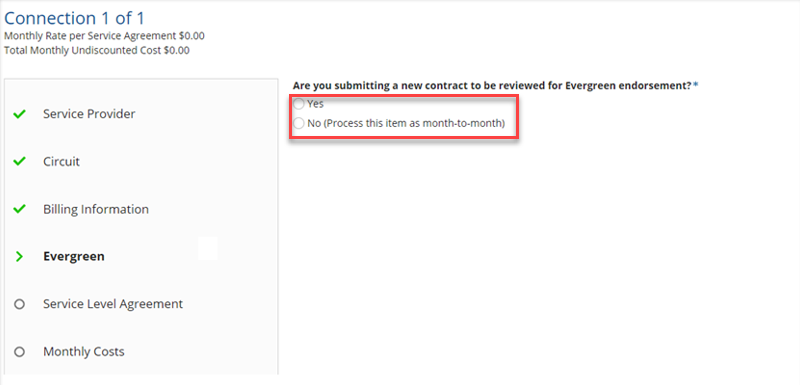 Connection 1 of 1
Monthly Rate per Service Agreement $0.00
Total Monthly Undiscounted Cost $0.00
Service Provider
Circuit
Billing Information
Evergreen
Service Level Agreement
Monthly Costs
Are you submitting a new contract to be reviewed for Evergreen endorsement?*
Yes
No (Process this item as month-to-month)